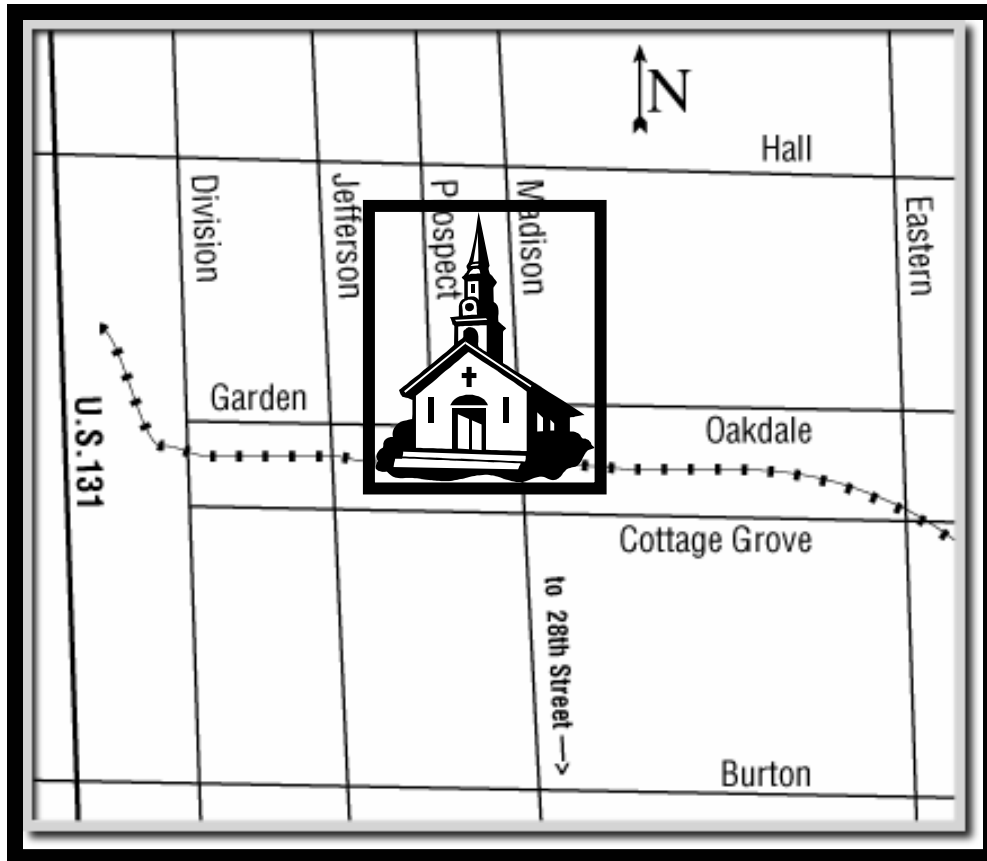 N
Hall
Division
Jefferson
Prospect
Madison
Eastern
Garden
U.S.131
Oakdale
Cottage Grove
to 28th Street —>
Burton